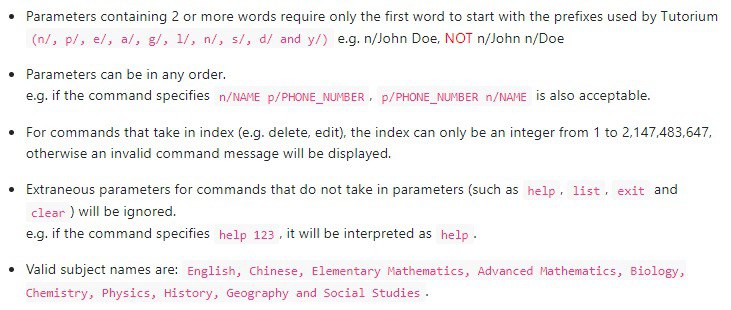 • Parameters containing 2 or more words require only the first word to start with the prefixes used by Tutorium
(n/, p/, e/, a/, g/, l/, n/, s/, d/ and y/) e.g. n/John Doe, NOT n/John n/Doe
• Parameters can be in any order.
e.g. if the command specifies n/NAME p/PHONE_NUMBER , p/PHONE_NUMBER n/NAME is also acceptable.
• For commands that take in index (e.g. delete, edit), the index can only be an integer from 1 to 2,147,483,647,
otherwise an invalid command message will be displayed.
• Extraneous parameters for commands that do not take in parameters (such as help , list , exit and
clear ) will be ignored.
e.g. if the command specifies help 123 , it will be interpreted as help .
• Valid subject names are: English, Chinese, Elementary Mathematics, Advanced Mathematics, Biology,
Chemistry, Physics, History, Geography and Social Studies .